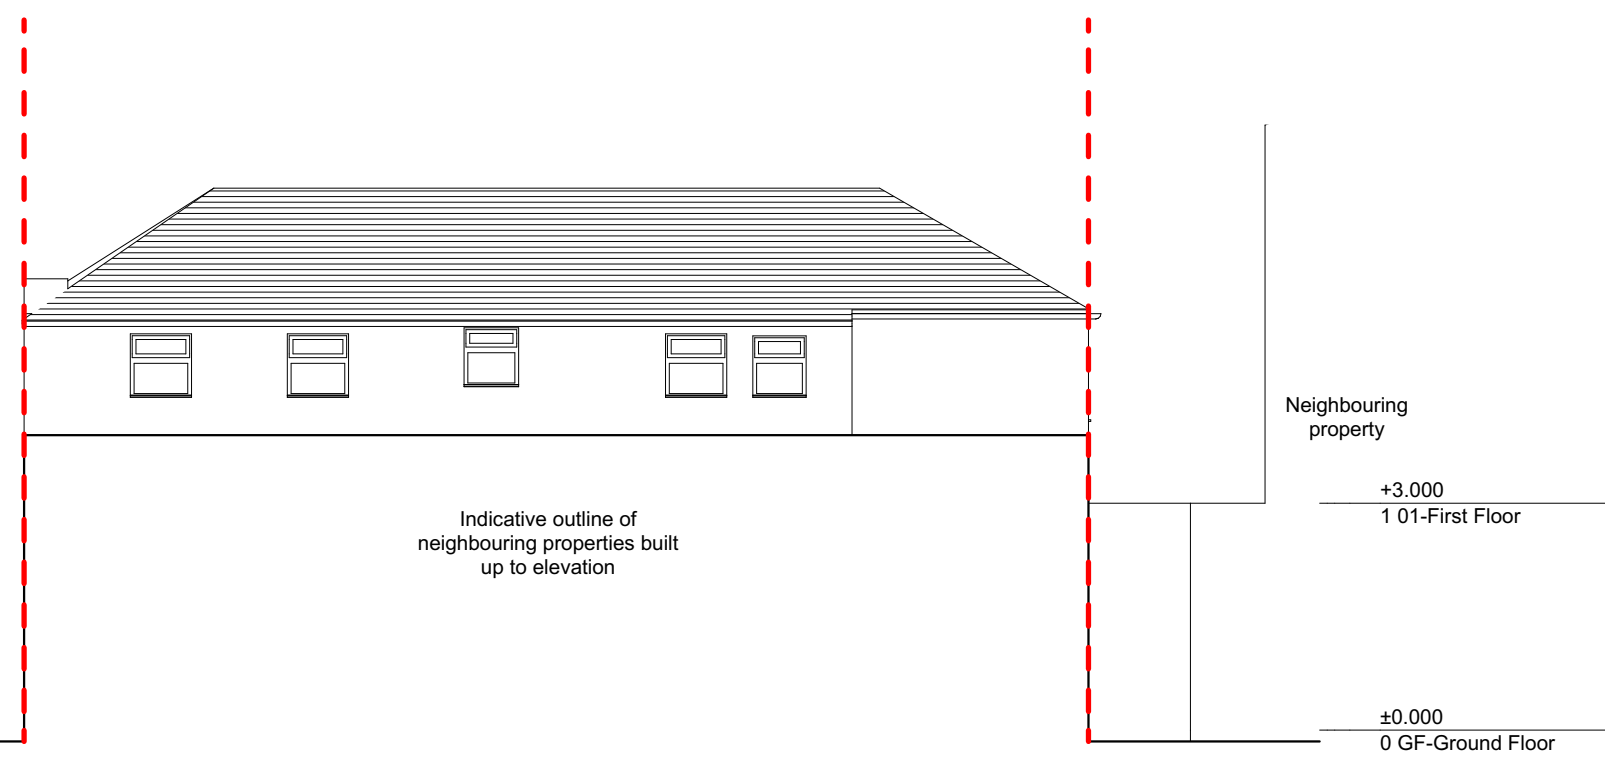 Neighbouring
property
+3.000
1 01-First Floor
Indicative outline of
neighbouring properties built
up to elevation
±0.000
0 GF-Ground Floor